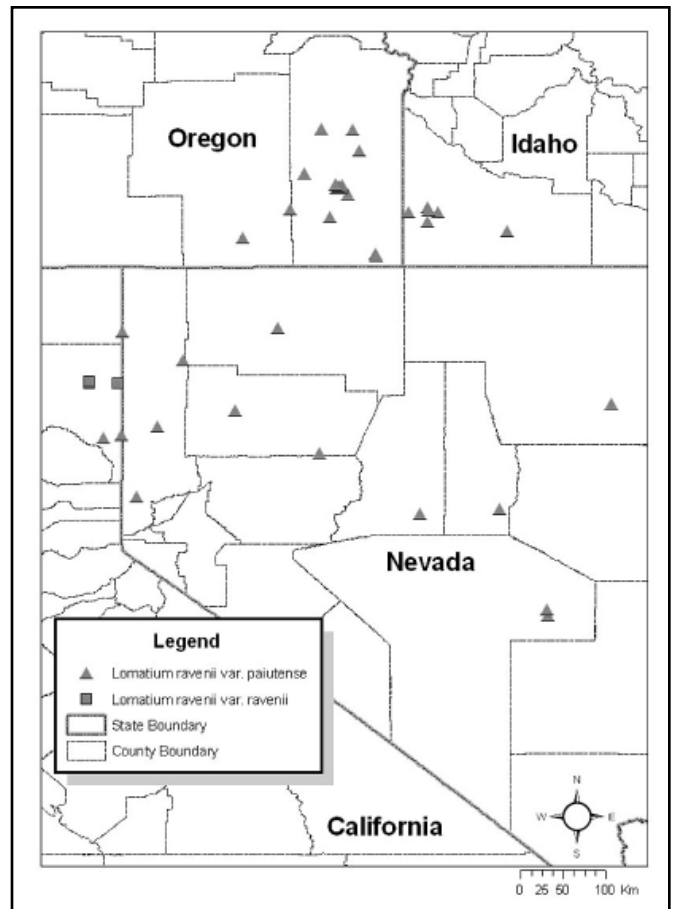 Oregon
Idaho
Nevada
Legend
Lomatium ravenii var. paiutense
Lomatium ravenii var. ravenii
State Boundary
County Boundary
California
N
W E
S
0 25 50 100 Km